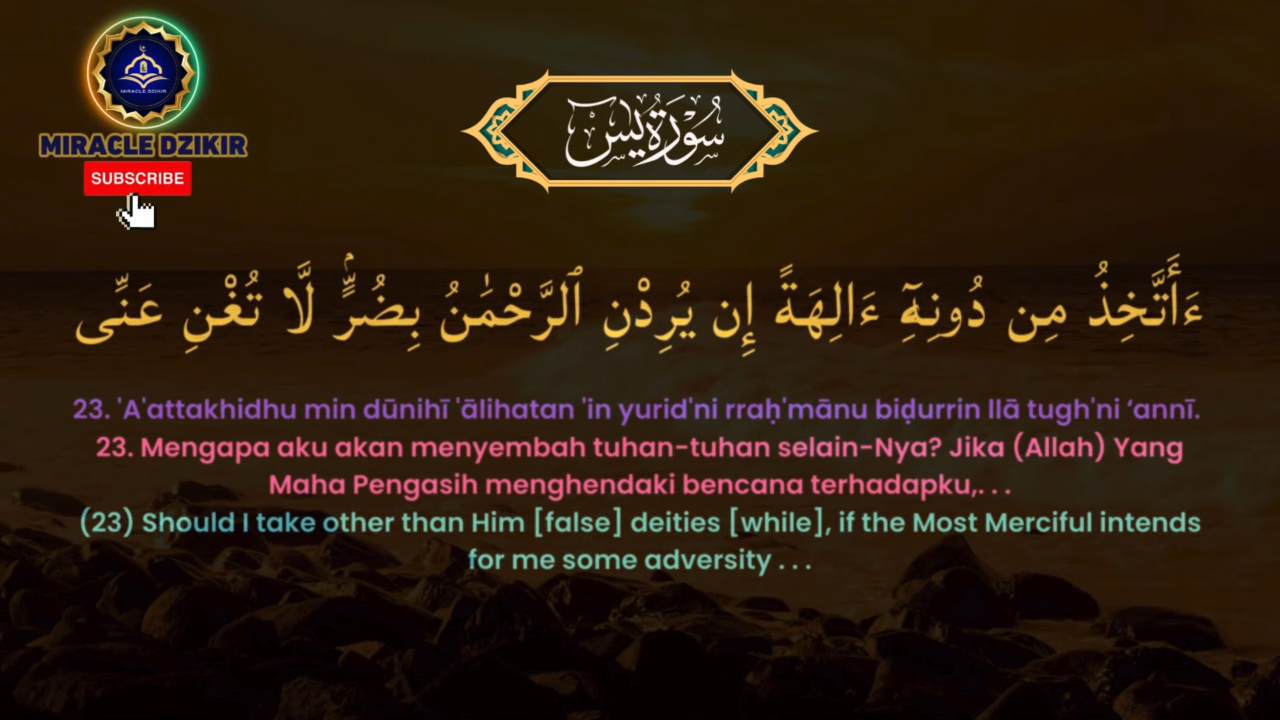 MIRACLE DZIKIR
MIRACLE DZIKIR
SUBSCRIBE
سُوْرَةُ يٰسٓ
ءَأَتَّخِذُ مِن دُونِهِۦٓ ءَالِهَةً إِن يُرِدْنِ ٱلرَّحْمَـٰنُ بِضُرٍّۢ لَّا تُغْنِ عَنِّى
23. 'A'attakhidhu min dūnihī 'ālihatan 'in yurid'ni rraḥ'mānu biḍurrin llā tugh'ni ‘annī.
23. Mengapa aku akan menyembah tuhan-tuhan selain-Nya? Jika (Allah) Yang
Maha Pengasih menghendaki bencana terhadapku,. . .
(23) Should I take other than Him [false] deities [while], if the Most Merciful intends
for me some adversity . . .